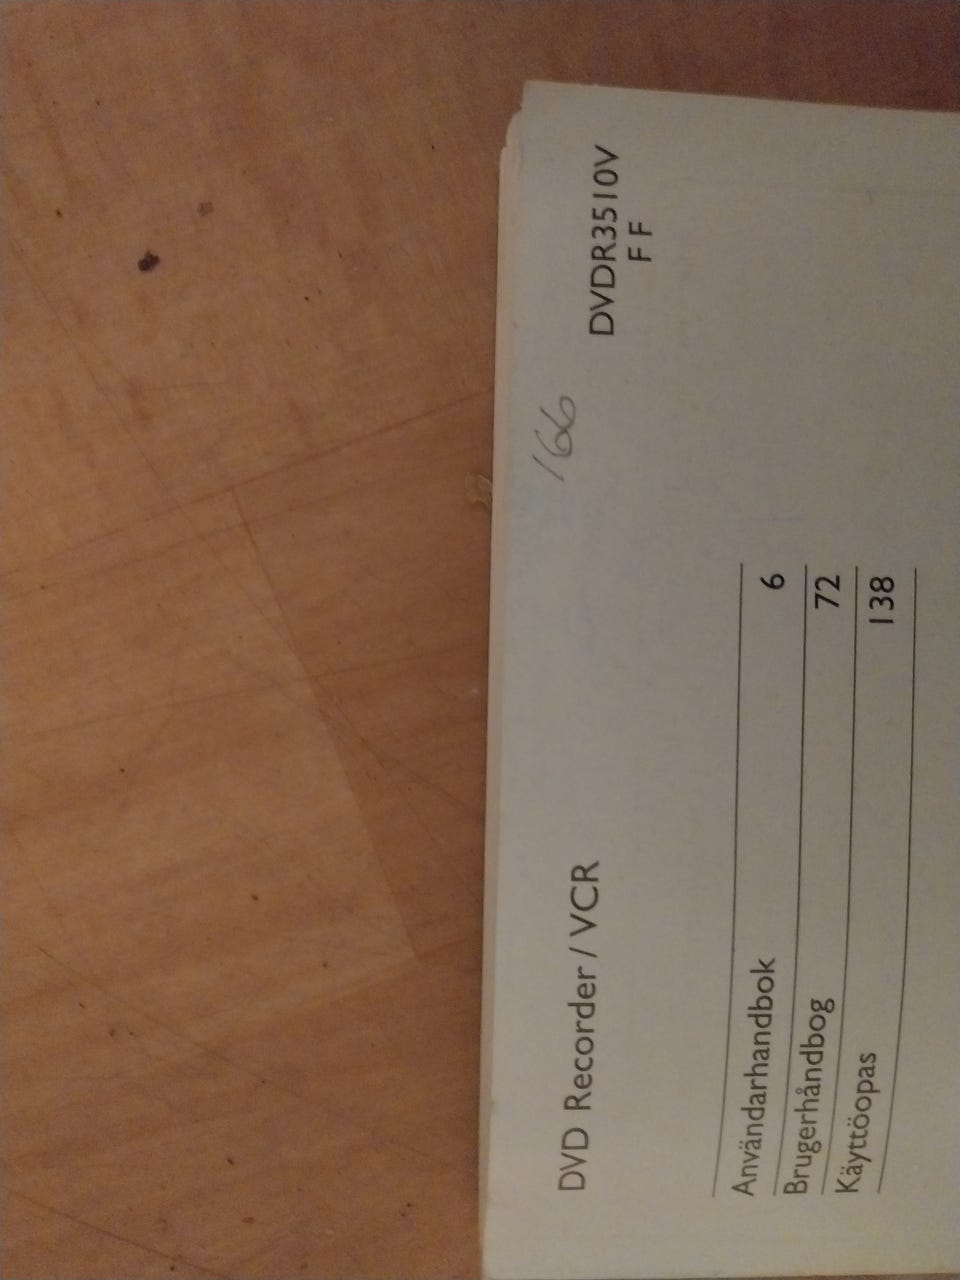 DVD Recorder / VCR
DVDR3510V
F F
166
Användarhandbok 6
Brugerhåndbog 72
Käyttöopas 138